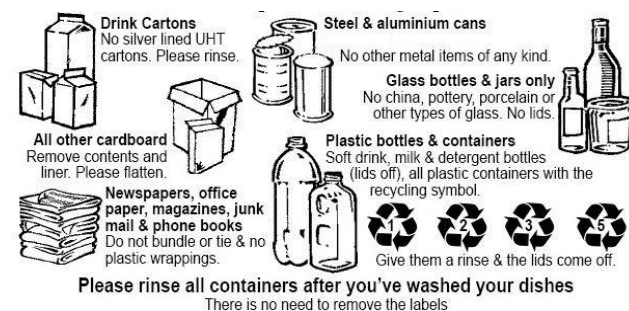 Drink Cartons
No silver lined UHT
cartons. Please rinse.
Steel & aluminium cans
No other metal items of any kind.
Glass bottles & jars only
No china, pottery, porcelain or
other types of glass. No lids.
All other cardboard
Remove contents and
liner. Please flatten.
Plastic bottles & containers
Soft drink, milk & detergent bottles
(lids off), all plastic containers with the
recycling symbol.
1 2 3 5
Give them a rinse & the lids come off.
Newspapers, office
paper, magazines, junk
mail & phone books
Do not bundle or tie & no
plastic wrappings.
Please rinse all containers after you've washed your dishes
There is no need to remove the labels